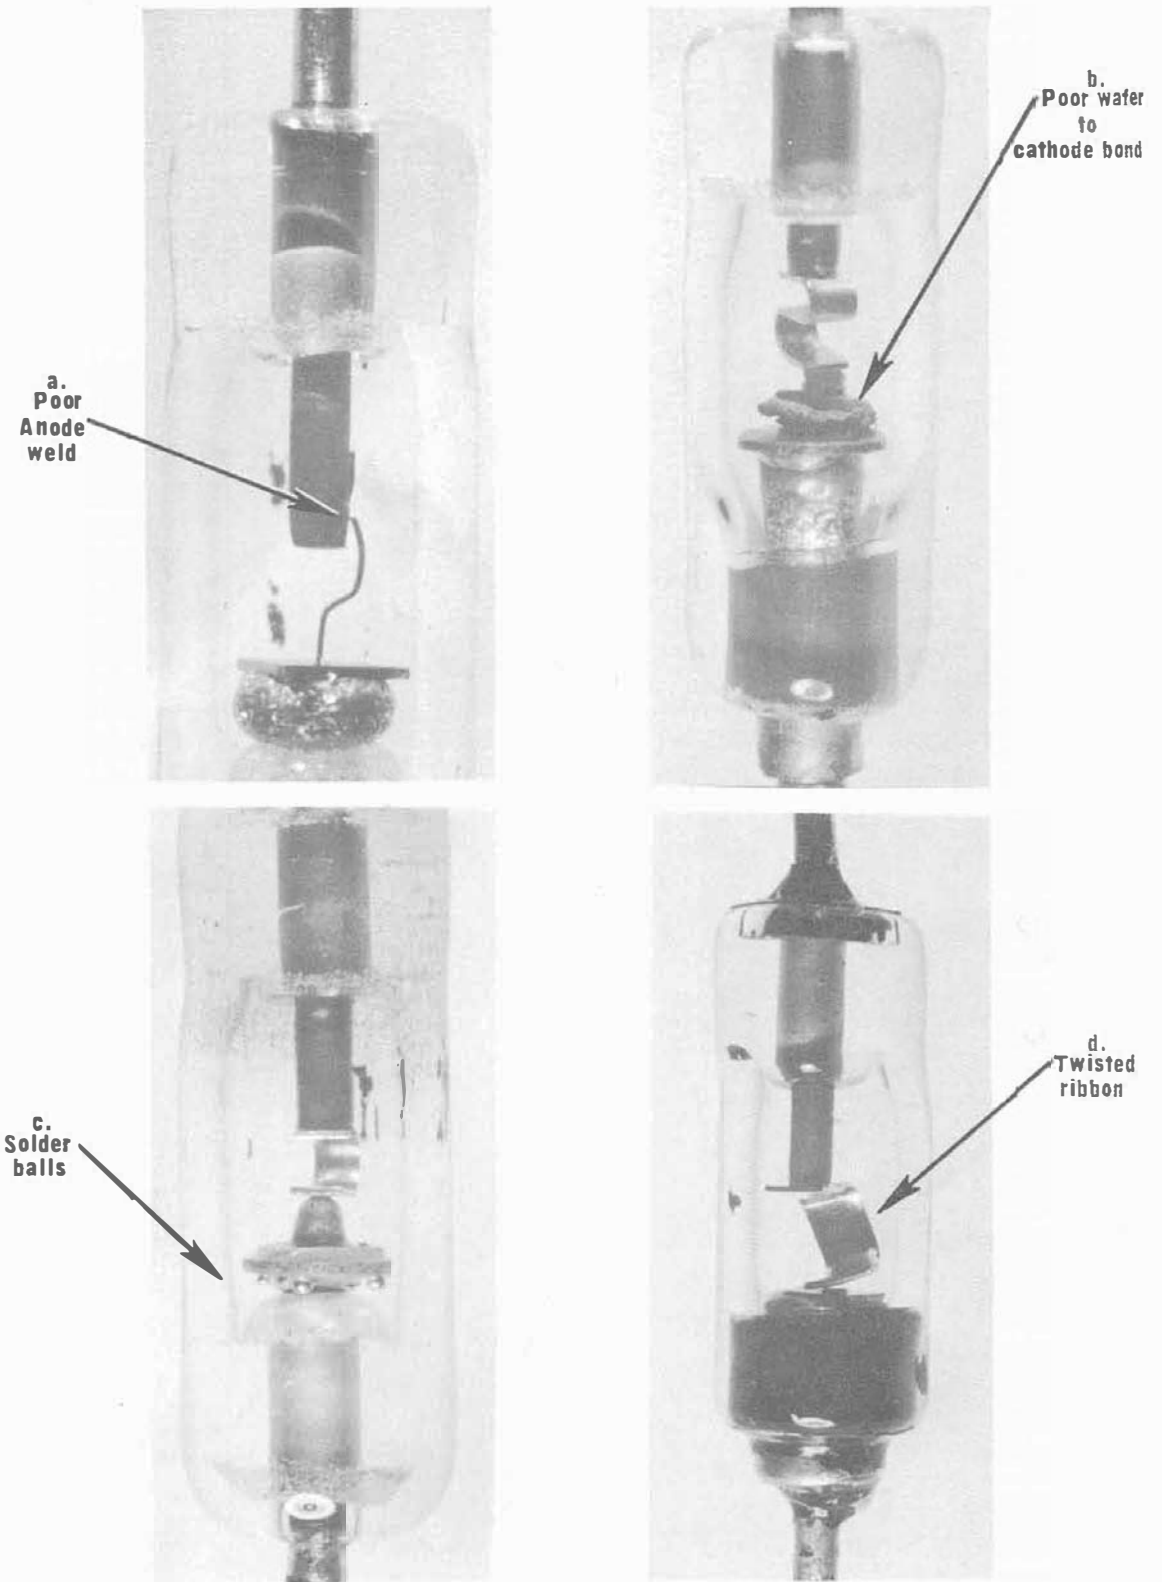 a.
Poor
Anode
weld
b.
Poor wafer
to
cathode bond
c.
Solder
balls
d.
Twisted
ribbon